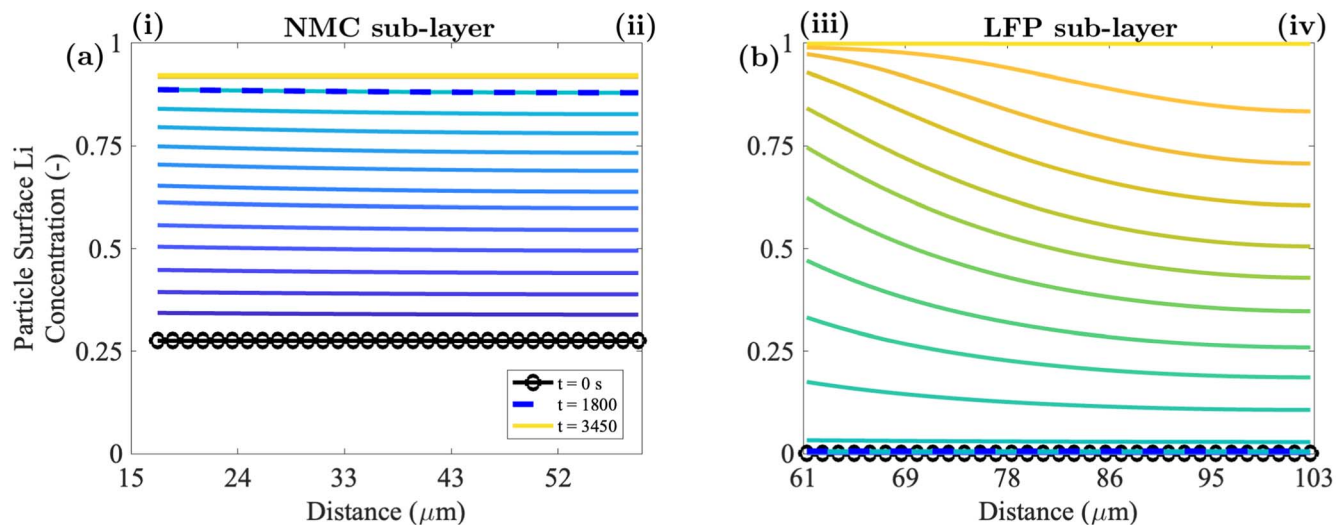 (i) NMC sub-layer (ii)
(iii) LFP sub-layer (iv)
(a)
(b)
Particle Surface Li
Concentration (-)
1
0.75
0.5
0.25
0
t = 0 s
t = 1800
t = 3450
15 24 33 43 52
Distance (μm)
1
0.75
0.5
0.25
0
61 69 78 86 95 103
Distance (μm)